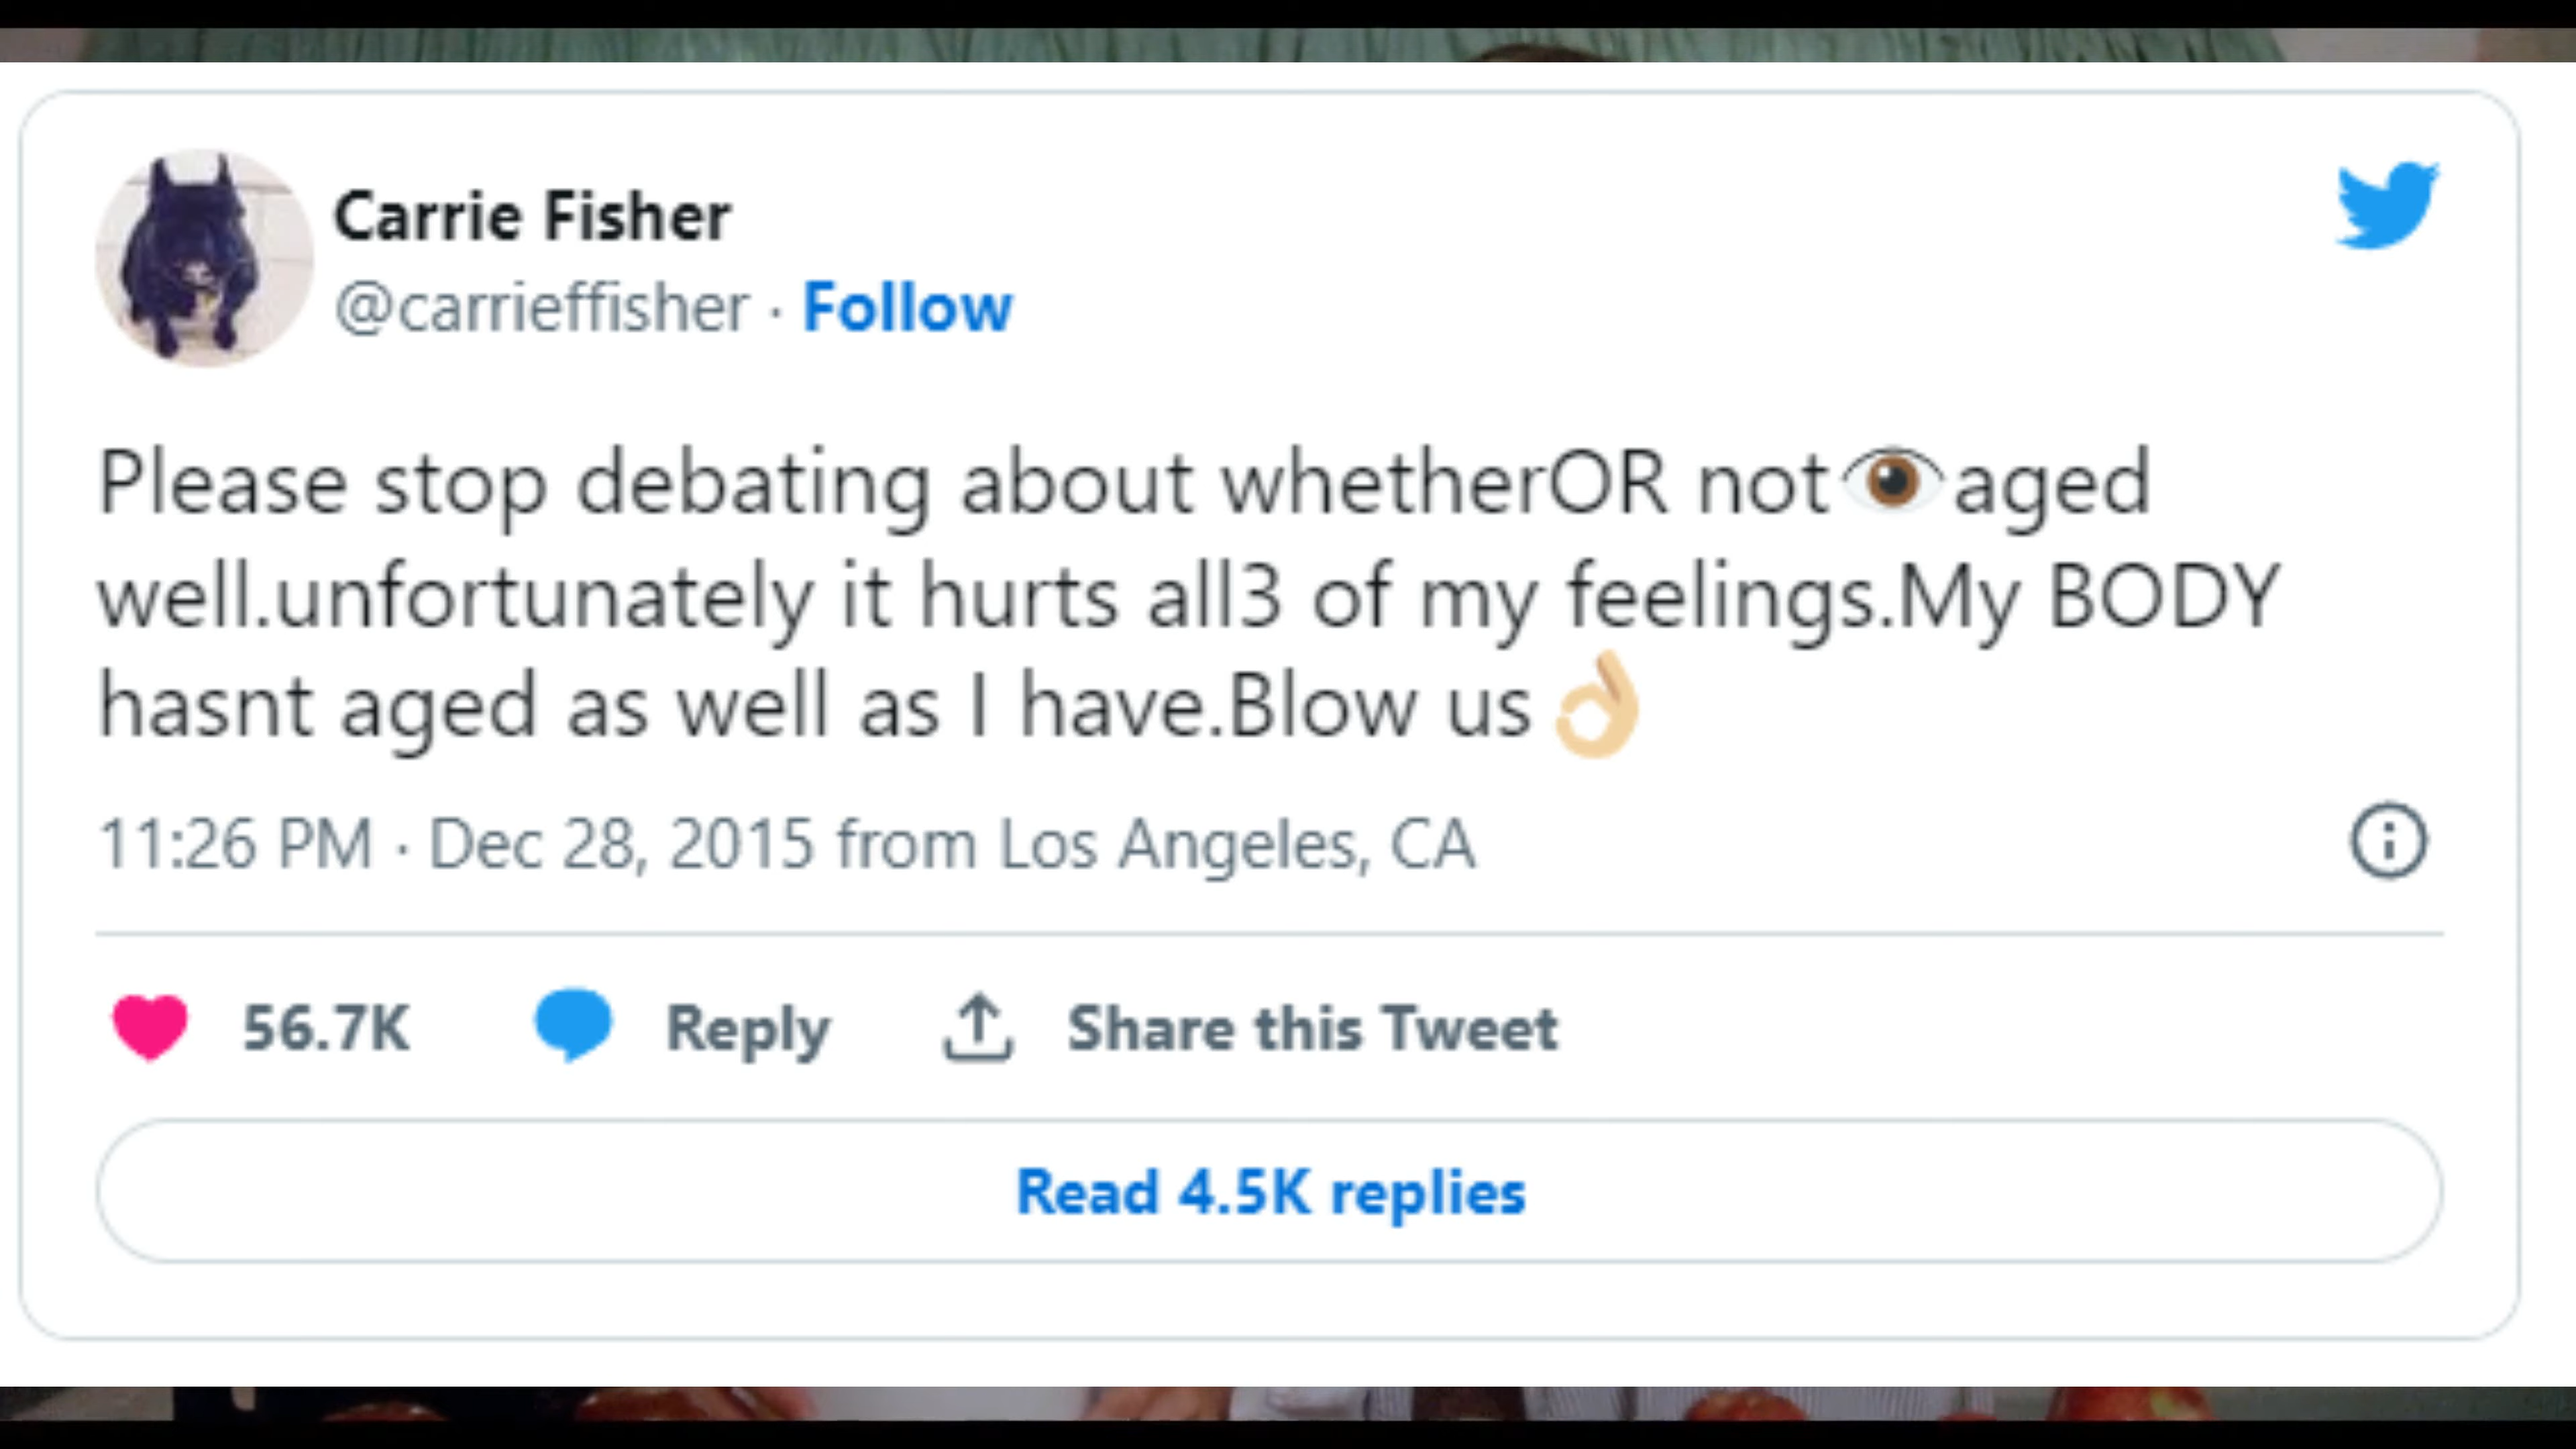 Carrie Fisher
@carrieffisher · Follow
Please stop debating about whetherOR not👁️aged
well.unfortunately it hurts all3 of my feelings.My BODY
hasnt aged as well as I have.Blow us👌🏼
11:26 PM · Dec 28, 2015 from Los Angeles, CA
56.7K Reply Share this Tweet
Read 4.5K replies